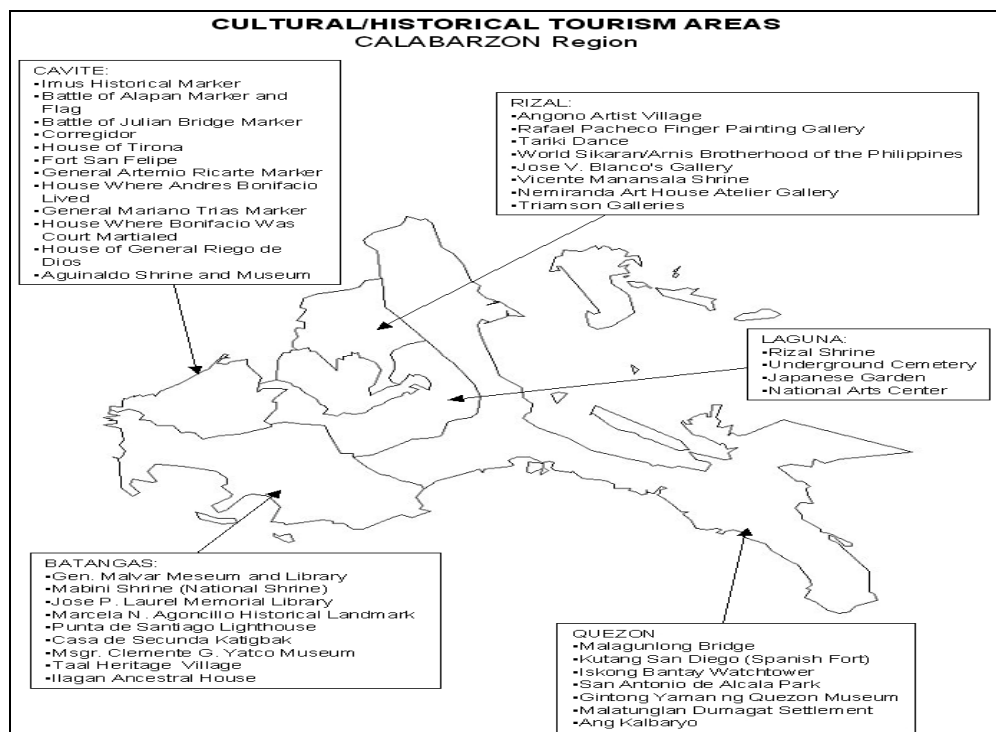 CULTURAL/HISTORICAL TOURISM AREAS
CALABARZON Region
CAVITE:
-Imus Historical Marker
-Battle of Alapan Marker and
Flag
-Battle of Julian Bridge Marker
-Corregidor
-House of Tirona
-Fort San Felipe
-General Artemio Ricarte Marker
-House Where Andres Bonifacio
Lived
-General Mariano Trias Marker
-House Where Bonifacio Was
Court Martialed
-House of General Riego de
Dios
-Aguinaldo Shrine and Museum
RIZAL:
-Angono Artist Village
-Rafael Pacheco Finger Painting Gallery
-Tariki Dance
-World Sikaran/Arnis Brotherhood of the Philippines
-Jose V. Blanco's Gallery
-Vicente Manansala Shrine
-Nemiranda Art House Atelier Gallery
-Triamson Galleries
LAGUNA:
-Rizal Shrine
-Underground Cemetery
-Japanese Garden
-National Arts Center
BATANGAS:
-Gen. Malvar Meseum and Library
-Mabini Shrine (National Shrine)
-Jose P. Laurel Memorial Library
-Marcela N. Agoncillo Historical Landmark
-Punta de Santiago Lighthouse
-Casa de Secunda Katigbak
-Msgr. Clemente G. Yatco Museum
-Taal Heritage Village
-Ilagan Ancestral House
QUEZON
-Malagunlong Bridge
-Kutang San Diego (Spanish Fort)
-Iskong Bantay Watchtower
-San Antonio de Alcala Park
-Gintong Yaman ng Quezon Museum
-Malatunglan Dumagat Settlement
-Ang Kalbaryo